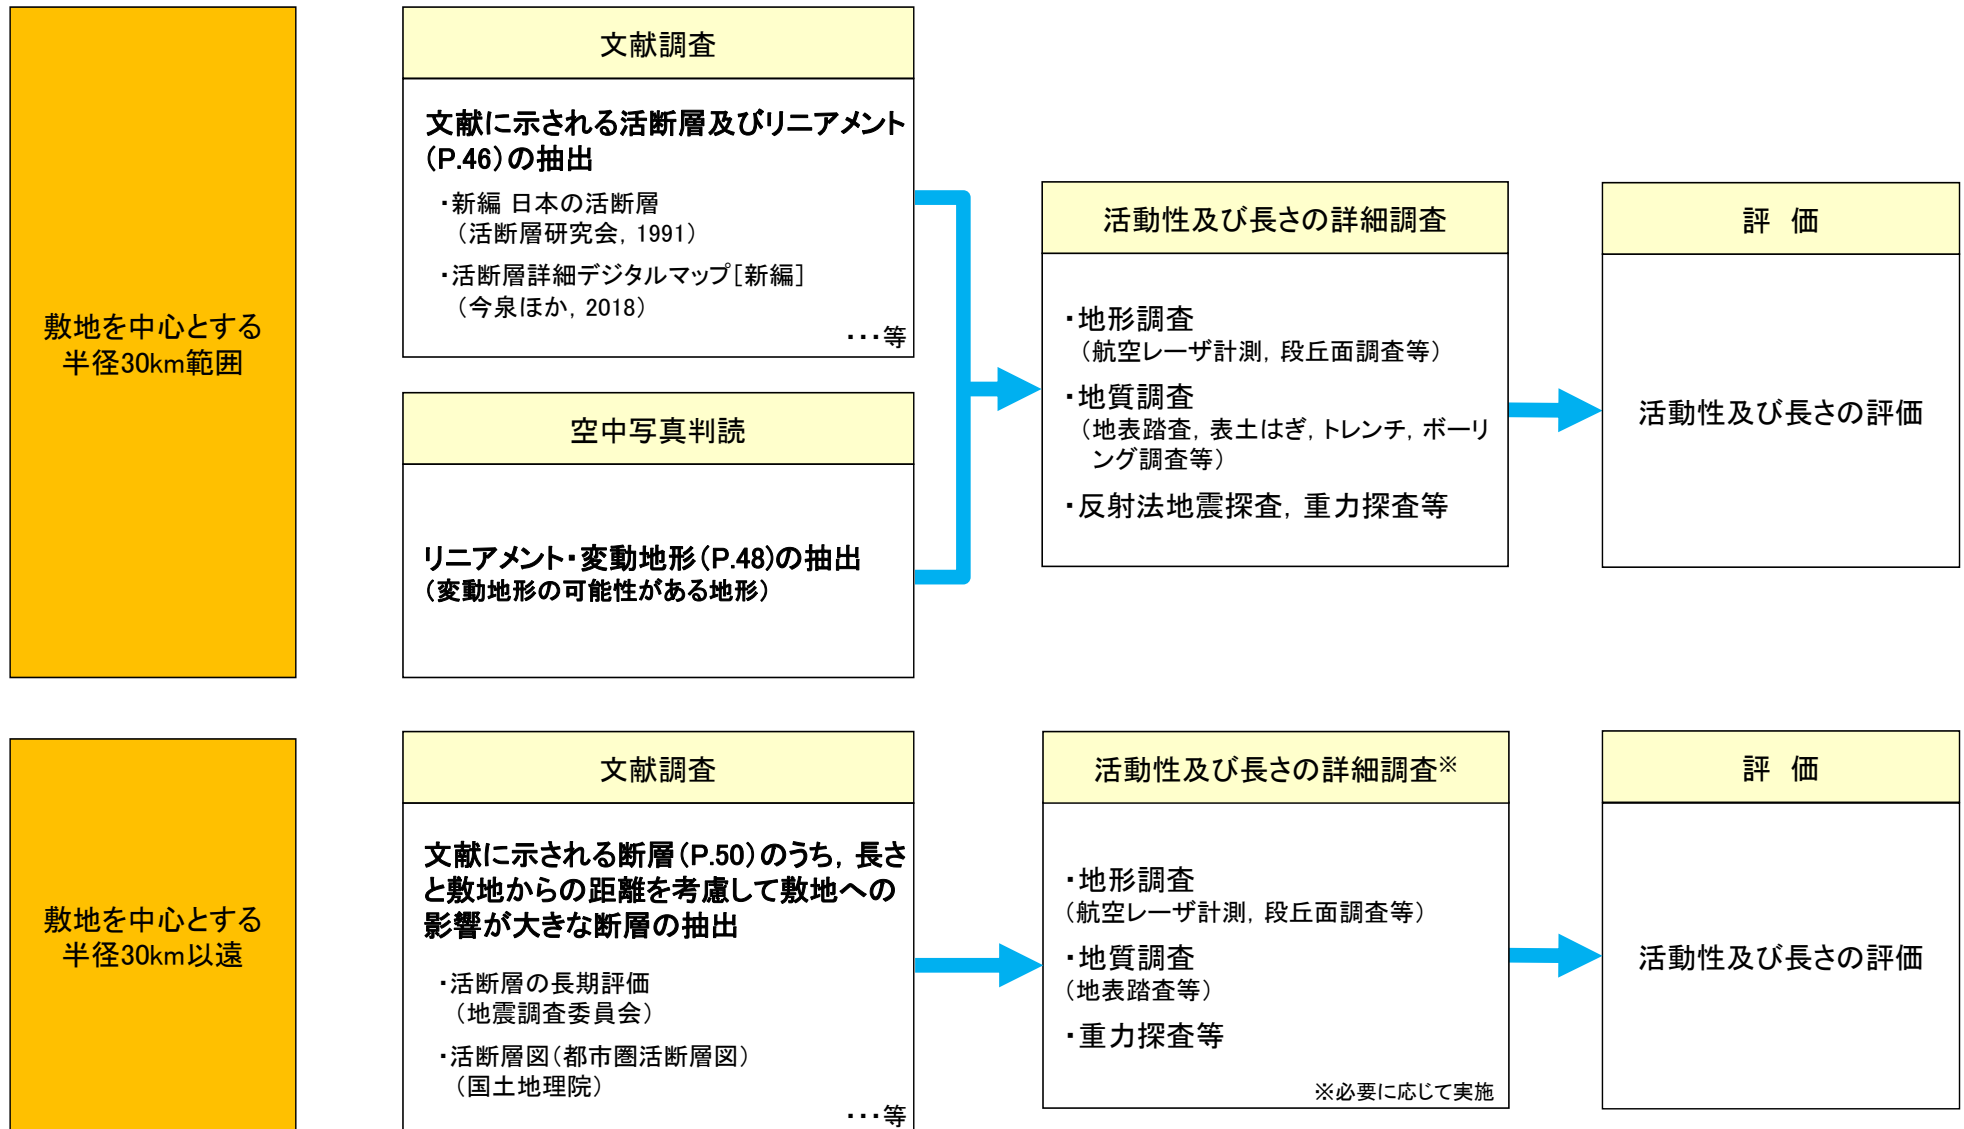 敷地を中心とする
半径30km範囲
文献調査
文献に示される活断層及びリニアメント
(P.46)の抽出
・新編 日本の活断層
（活断層研究会, 1991）
・活断層詳細デジタルマップ[新編]
（今泉ほか, 2018）
・・・等
空中写真判読
リニアメント・変動地形(P.48)の抽出
（変動地形の可能性がある地形）
活動性及び長さの詳細調査
・地形調査
（航空レーザ計測, 段丘面調査等）
・地質調査
（地表踏査, 表土はぎ, トレンチ, ボーリ
ング調査等）
・反射法地震探査, 重力探査等
評 価
活動性及び長さの評価
敷地を中心とする
半径30km以遠
文献調査
文献に示される断層(P.50)のうち, 長さ
と敷地からの距離を考慮して敷地への
影響が大きな断層の抽出
・活断層の長期評価
（地震調査委員会）
・活断層図(都市圏活断層図)
（国土地理院）
・・・等
活動性及び長さの詳細調査※
・地形調査
（航空レーザ計測, 段丘面調査等）
・地質調査
（地表踏査等）
・重力探査等
※必要に応じて実施
評 価
活動性及び長さの評価